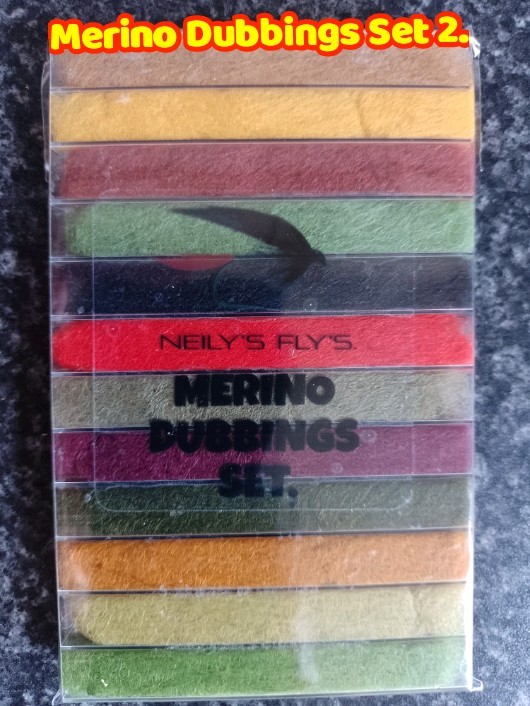 Merino Dubbings Set 2.
NEILY'S FLY'S.
MERINO
DUBBINGS
SET.